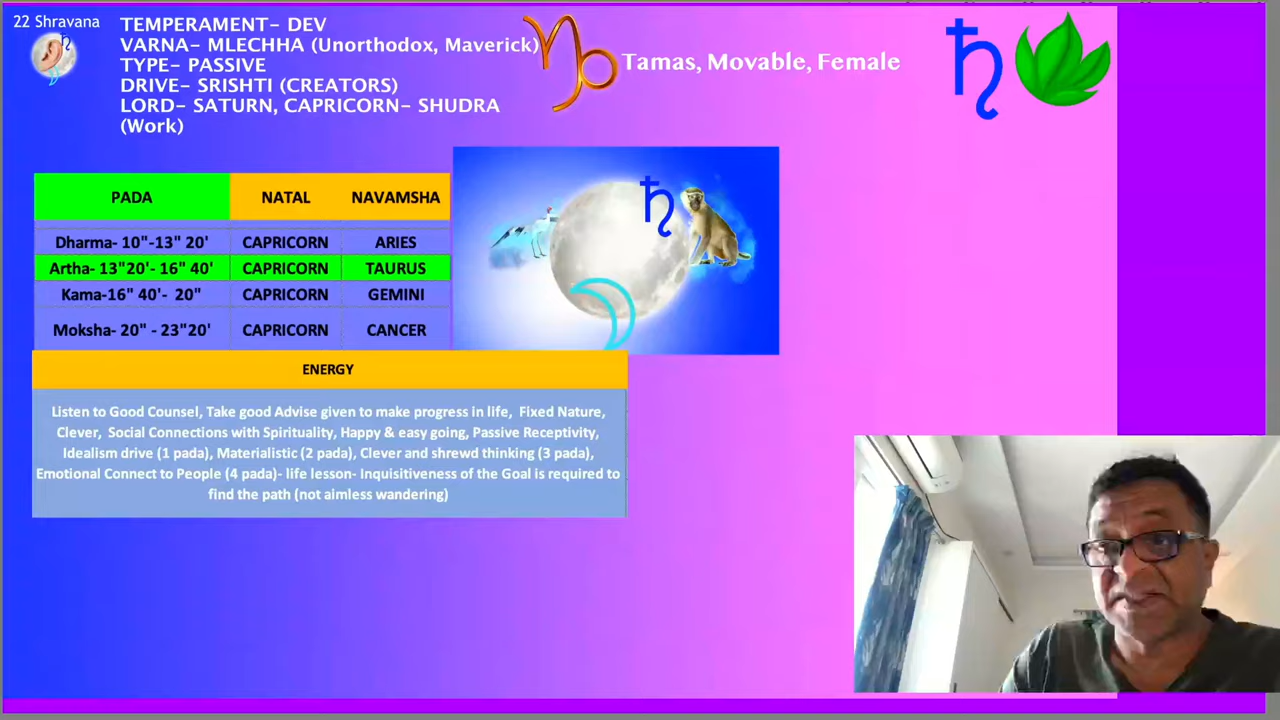 22 Shravana
TEMPERAMENT- DEV
VARNA- MLECHHA (Unorthodox, Maverick)
TYPE- PASSIVE
DRIVE- SRISHTI (CREATORS)
LORD- SATURN, CAPRICORN- SHUDRA
(Work)
Tamas, Movable, Female
PADA NATAL NAVAMSHA
Dharma- 10"-13" 20' CAPRICORN ARIES
Artha- 13"20'- 16" 40' CAPRICORN TAURUS
Kama-16" 40'- 20" CAPRICORN GEMINI
Moksha- 20" - 23"20' CAPRICORN CANCER
ENERGY
Listen to Good Counsel, Take good Advise given to make progress in life, Fixed Nature,
Clever, Social Connections with Spirituality, Happy & easy going, Passive Receptivity,
Idealism drive (1 pada), Materialistic (2 pada), Clever and shrewd thinking (3 pada),
Emotional Connect to People (4 pada)- life lesson- Inquisitiveness of the Goal is required to
find the path (not aimless wandering)